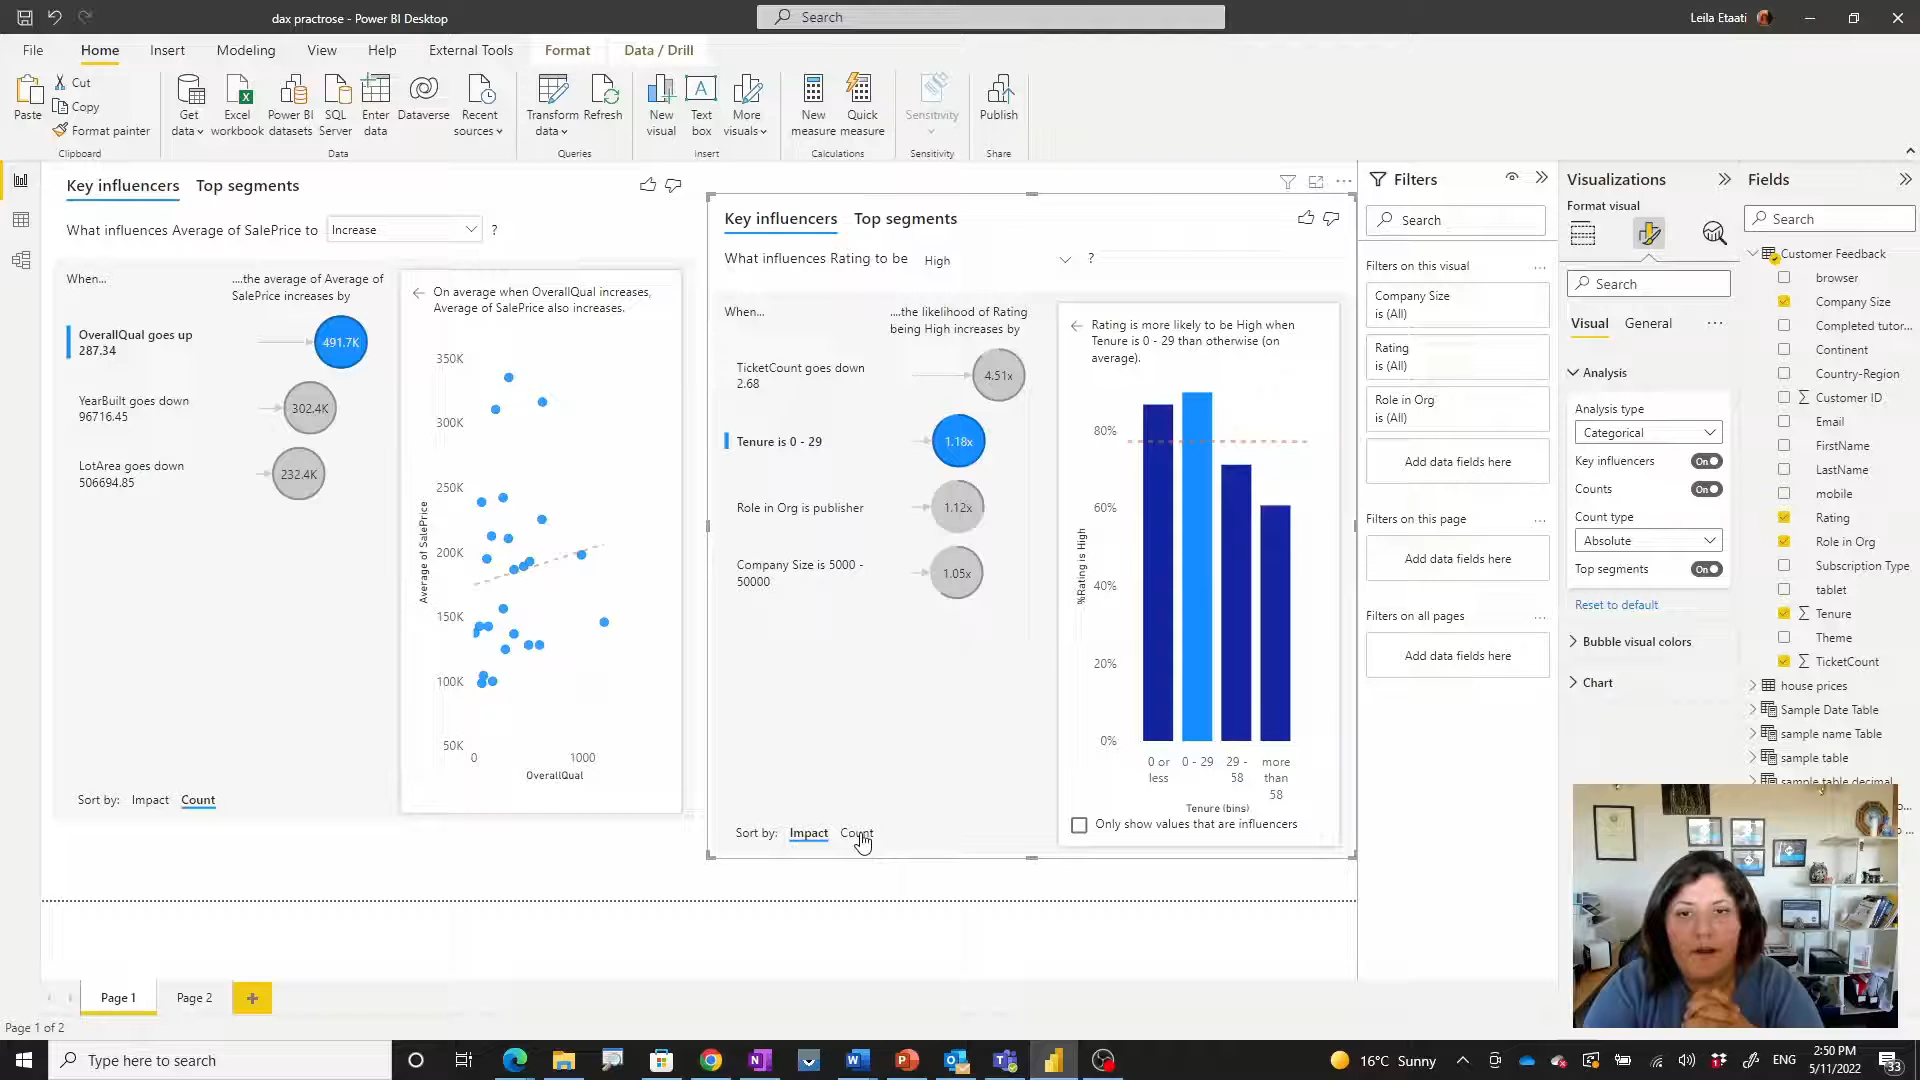 dax practrose - Power BI Desktop
Search
Leila Etaati
File
Home
Insert
Modeling
View
Help
External Tools
Format
Data / Drill
Paste
Cut
Copy
Format painter
Clipboard
Get data
Excel workbook
Power BI datasets
SQL Server
Enter data
Dataverse
Recent sources
Data
Transform data
Refresh
Queries
New visual
Text box
More visuals
Insert
New measure
Quick measure
Calculations
Sensitivity
Sensitivity
Publish
Share
Key influencers
Top segments
What influences Average of SalePrice to
Increase
?
When...
....the average of Average of
SalePrice increases by
OverallQual goes up
287.34
491.7K
YearBuilt goes down
96716.45
302.4K
LotArea goes down
506694.85
232.4K
On average when OverallQual increases,
Average of SalePrice also increases.
350K
300K
250K
200K
150K
100K
50K
Average of SalePrice
0
1000
OverallQual
Sort by:
Impact
Count
Key influencers
Top segments
What influences Rating to be
High
?
When...
....the likelihood of Rating
being High increases by
TicketCount goes down
2.68
4.51x
Tenure is 0 - 29
1.18x
Role in Org is publisher
1.12x
Company Size is 5000 -
50000
1.05x
Rating is more likely to be High when
Tenure is 0 - 29 than otherwise (on
average).
80%
60%
40%
20%
0%
%Rating is High
0 or less
0 - 29
29 - 58
more than 58
Tenure (bins)
Only show values that are influencers
Sort by:
Impact
Count
Filters
Search
Filters on this visual
Company Size
is (All)
Rating
is (All)
Role in Org
is (All)
Add data fields here
Filters on this page
Add data fields here
Filters on all pages
Add data fields here
Visualizations
Format visual
Search
Visual
General
Analysis
Analysis type
Categorical
Key influencers
On
Counts
On
Count type
Absolute
Top segments
On
Reset to default
Bubble visual colors
Chart
Fields
Search
Customer Feedback
browser
Company Size
Completed tutor...
Continent
Country-Region
Customer ID
Email
FirstName
LastName
mobile
Rating
Role in Org
Subscription Type
tablet
Tenure
Theme
TicketCount
house prices
Sample Date Table
sample name Table
sample table
sample table decimal
Page 1
Page 2
Page 1 of 2
Type here to search
16°C Sunny
ENG
2:50 PM
5/11/2022
33